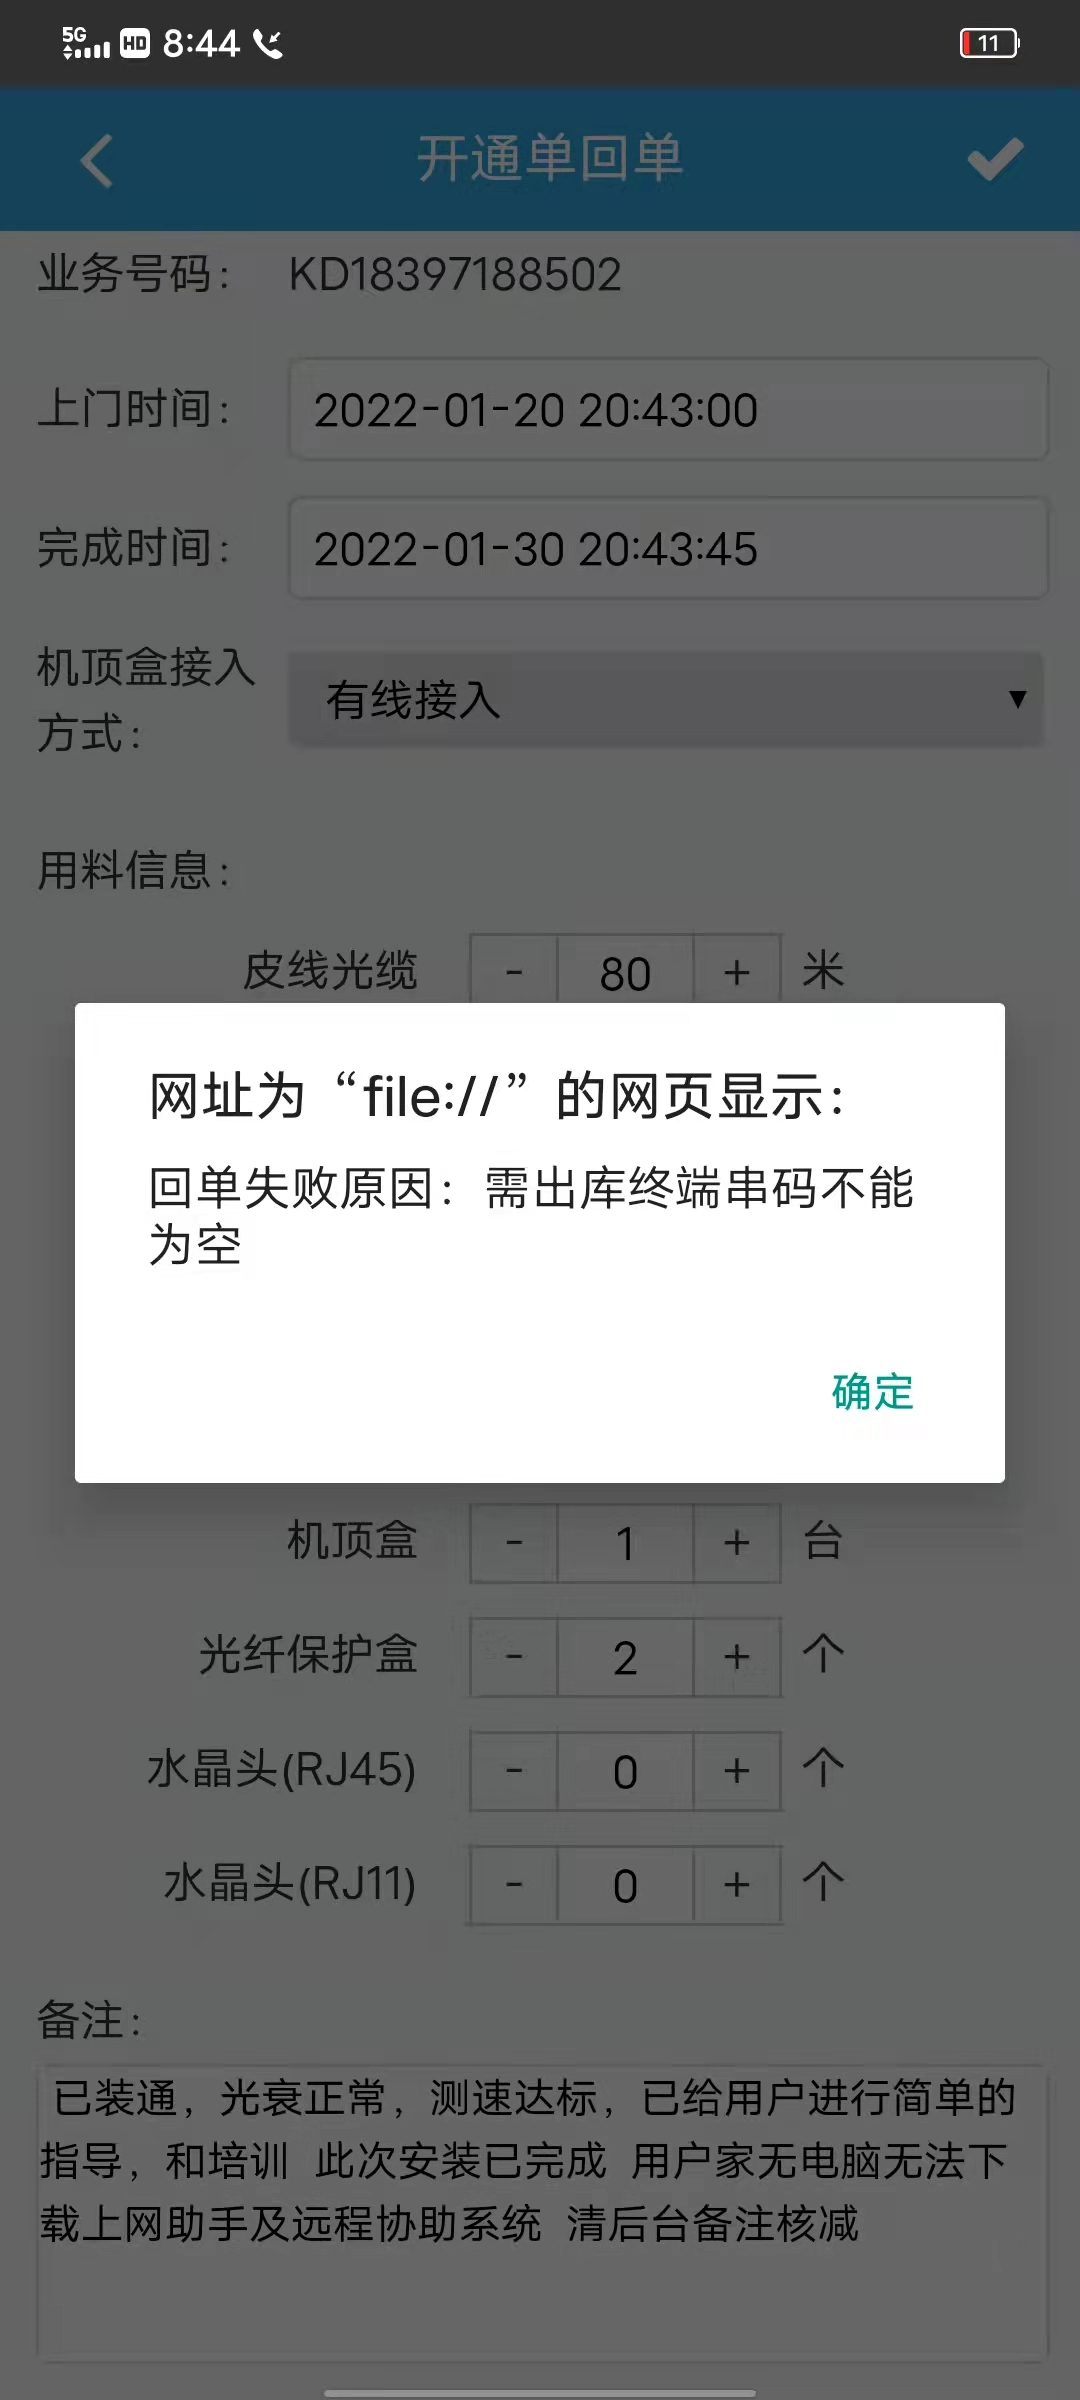 5G HD 8:44 11
开通单回单
业务号码： KD18397188502
上门时间： 2022-01-20 20:43:00
完成时间： 2022-01-30 20:43:45
机顶盒接入
方式：
有线接入
用料信息：
皮线光缆 - 80 + 米
网址为“file://”的网页显示：
回单失败原因：需出库终端串码不能
为空
确定
机顶盒 - 1 + 台
光纤保护盒 - 2 + 个
水晶头(RJ45) - 0 + 个
水晶头(RJ11) - 0 + 个
备注：
已装通，光衰正常，测速达标，已给用户进行简单的
指导，和培训 此次安装已完成 用户家无电脑无法下
载上网助手及远程协助系统 清后台备注核减